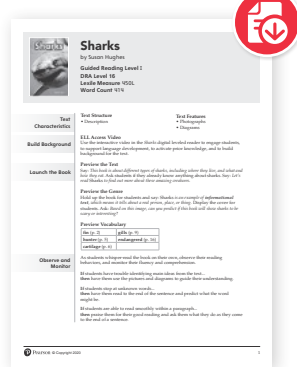 Sharks
Sharks
by Susan Hughes
Guided Reading Level I
DRA Level 16
Lexile Measure 450L
Word Count 414
Text Characteristics
Text Structure
• Description
Text Features
• Photographs
• Diagrams
Build Background
ELL Access Video
Use the interactive video in the Sharks digital leveled reader to engage students,
to support language development, to activate prior knowledge, and to build
background for the text.
Launch the Book
Preview the Text
Say: This book is about different types of sharks, including where they live, and what and
how they eat. Ask students if they already know anything about sharks. Say: Let's
read Sharks to find out more about these amazing creatures.
Preview the Genre
Hold up the book for students and say: Sharks is an example of informational
text, which means it tells about a real person, place, or thing. Display the cover for
students. Ask: Based on this image, can you predict if this book will show sharks to be
scary or interesting?
Preview Vocabulary
fin (p. 2) gills (p. 9)
hunter (p. 5) endangered (p. 16)
cartilage (p. 6)
Observe and Monitor
As students whisper-read the book on their own, observe their reading
behaviors, and monitor their fluency and comprehension.
If students have trouble identifying main ideas from the text...
then have them use the pictures and diagrams to guide their understanding.
If students stop at unknown words...
then have them read to the end of the sentence and predict what the word
might be.
If students are able to read smoothly within a paragraph...
then praise them for their good reading and ask them what they do as they come
to the end of a sentence.
P Pearson © Copyright 2020
1